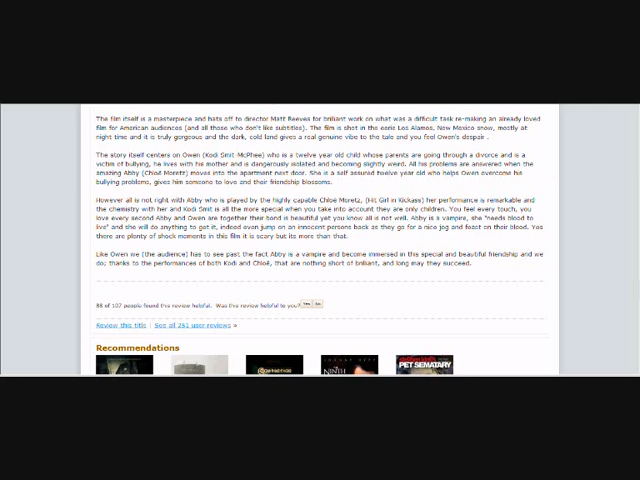 The film itself is a masterpiece and hats off to director Matt Reeves for briliant work on what was a difficult task re-making an already loved
film for American audiences (and all those who don't like subtitles). The film is shot in the eerie Los Alamos, New Mexico snow, mostly at
night time and it is truly gorgeous and the dark, cold land gives a real genuine vibe to the tale and you feel Owen's despair .
The story itself centers on Owen (Kodi Smit McPhee) who is a twelve year old child whose parents are going through a divorce and is a
victim of bullying, he lives with his mother and is dangerously isolated and becoming slightly weird. All his problems are answered when the
amazing Abby (Chloë Moretz) moves into the apartment next door. She is a self assured twelve year old who helps Owen overcome his
bullying problems, gives him someone to love and their friendship blossoms.
However all is not right with Abby who is played by the highly capable Chloë Moretz, (Hit Girl in Kickass) her performance is remarkable and
the chemistry with her and Kodi Smit is all the more special when you take into account they are only children. You feel every touch, you
love every second Abby and Owen are together their bond is beautiful yet you know all is not well. Abby is a vampire, she "needs blood to
live" and she will do anything to get it, indeed even jump on an innocent persons back as they go for a nice jog and feast on their blood. Yes
there are plenty of shock moments in this film it is scary but its more than that.
Like Owen we (the audience) has to see past the fact Abby is a vampire and become immersed in this special and beautiful friendship and we
do; thanks to the performances of both Kodi and Chloë, that are nothing short of briliant, and long may they succeed.
88 of 107 people found this review helpful. Was this review helpful to you? Yes No
Review this title | See all 251 user reviews »
Recommendations
JOHNNY DEPP
NINTH
PET SEMATARY